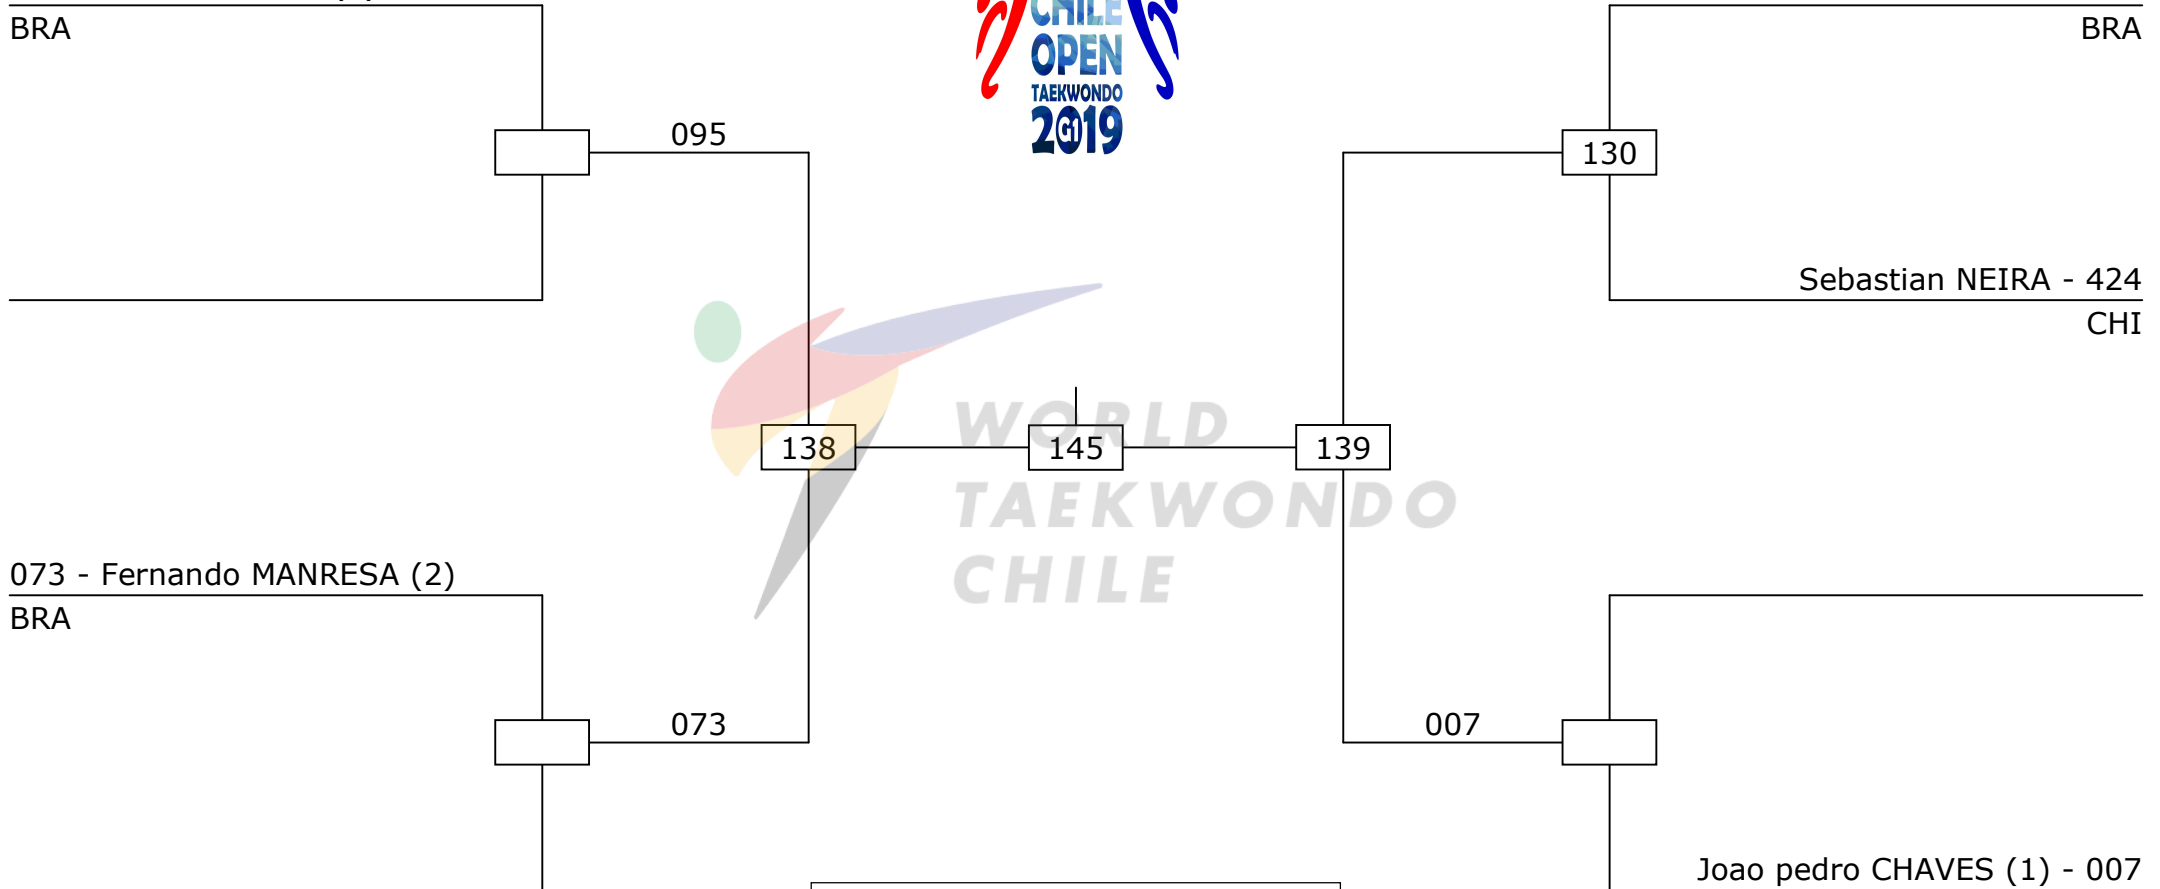 BRA
CHILE
OPEN
TAEKWONDO
2019
G1
BRA
095
130
Sebastian NEIRA - 424
CHI
WORLD
TAEKWONDO
CHILE
138
145
139
073 - Fernando MANRESA (2)
BRA
073
007
Joao pedro CHAVES (1) - 007